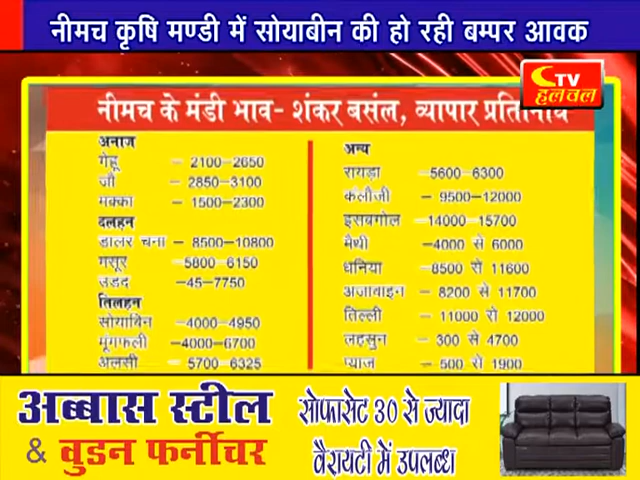 नीमच कृषि मण्डी में सोयाबीन की हो रही बम्पर आवक
TV
हलचल
नीमच के मंडी भाव- शंकर बसंल, व्यापार प्रतिनिधि
अनाज
गेहू – 2100-2650
जौ – 2850-3100
मक्का – 1500-2300
दलहन
डालर चना – 8500-10800
मसूर –5800-6150
उडद –45-7750
तिलहन
सोयाबिन –4000-4950
मूंगफली –4000-6700
अलसी – 5700-6325
अन्य
रायड़ा –5600-6300
कलौजी – 9500-12000
इसबगोल –14000-15700
मैथी –4000 से 6000
धनिया –8500 से 11600
अजावाइन – 8200 से 11700
तिल्ली – 11000 से 12000
लहसुन – 300 से 4700
प्याज – 500 से 1900
अब्बास स्टील
& वुडन फर्नीचर
सोफासेट 30 से ज्यादा
वैरायटी में उपलब्ध